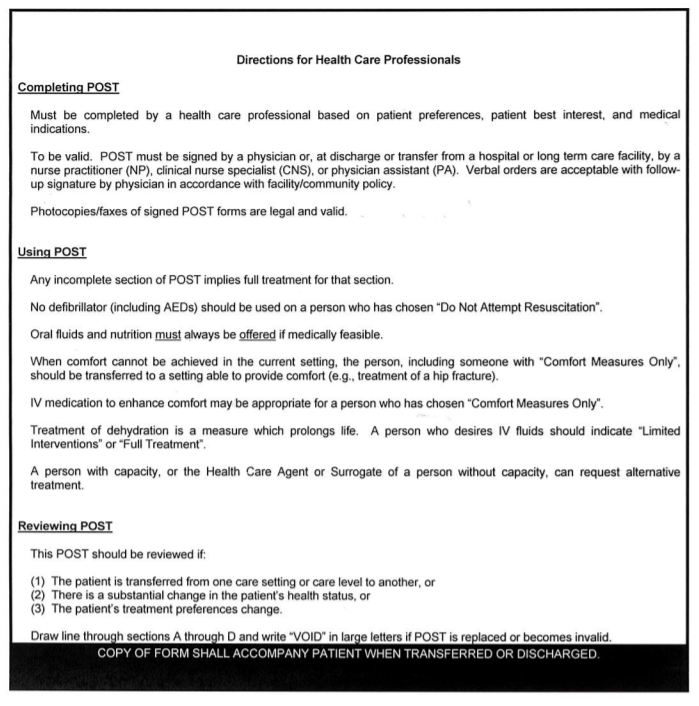 Directions for Health Care Professionals
Completing POST
Must be completed by a health care professional based on patient preferences, patient best interest, and medical
indications.
To be valid. POST must be signed by a physician or, at discharge or transfer from a hospital or long term care facility, by a
nurse practitioner (NP), clinical nurse specialist (CNS), or physician assistant (PA). Verbal orders are acceptable with follow-
up signature by physician in accordance with facility/community policy.
Photocopies/faxes of signed POST forms are legal and valid.
Using POST
Any incomplete section of POST implies full treatment for that section.
No defibrillator (including AEDs) should be used on a person who has chosen "Do Not Attempt Resuscitation".
Oral fluids and nutrition must always be offered if medically feasible.
When comfort cannot be achieved in the current setting, the person, including someone with "Comfort Measures Only",
should be transferred to a setting able to provide comfort (e.g., treatment of a hip fracture).
IV medication to enhance comfort may be appropriate for a person who has chosen "Comfort Measures Only".
Treatment of dehydration is a measure which prolongs life. A person who desires IV fluids should indicate "Limited
Interventions" or "Full Treatment".
A person with capacity, or the Health Care Agent or Surrogate of a person without capacity, can request alternative
treatment.
Reviewing POST
This POST should be reviewed if:
(1) The patient is transferred from one care setting or care level to another, or
(2) There is a substantial change in the patient's health status, or
(3) The patient's treatment preferences change.
Draw line through sections A through D and write "VOID" in large letters if POST is replaced or becomes invalid.
COPY OF FORM SHALL ACCOMPANY PATIENT WHEN TRANSFERRED OR DISCHARGED.